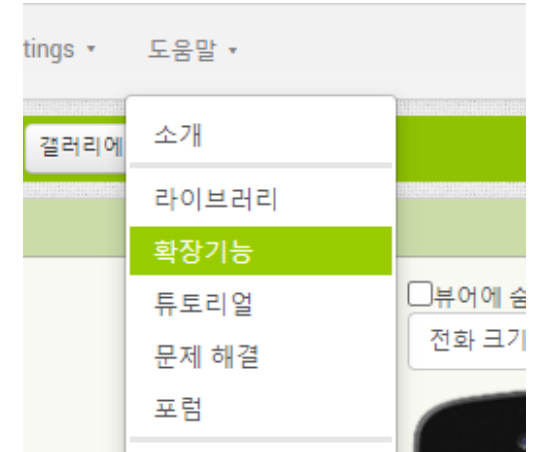 tings ▾ 도움말 ▾
갤러리에
소개
라이브러리
확장기능
튜토리얼
문제 해결
포럼
뷰어에 숨
전화 크기